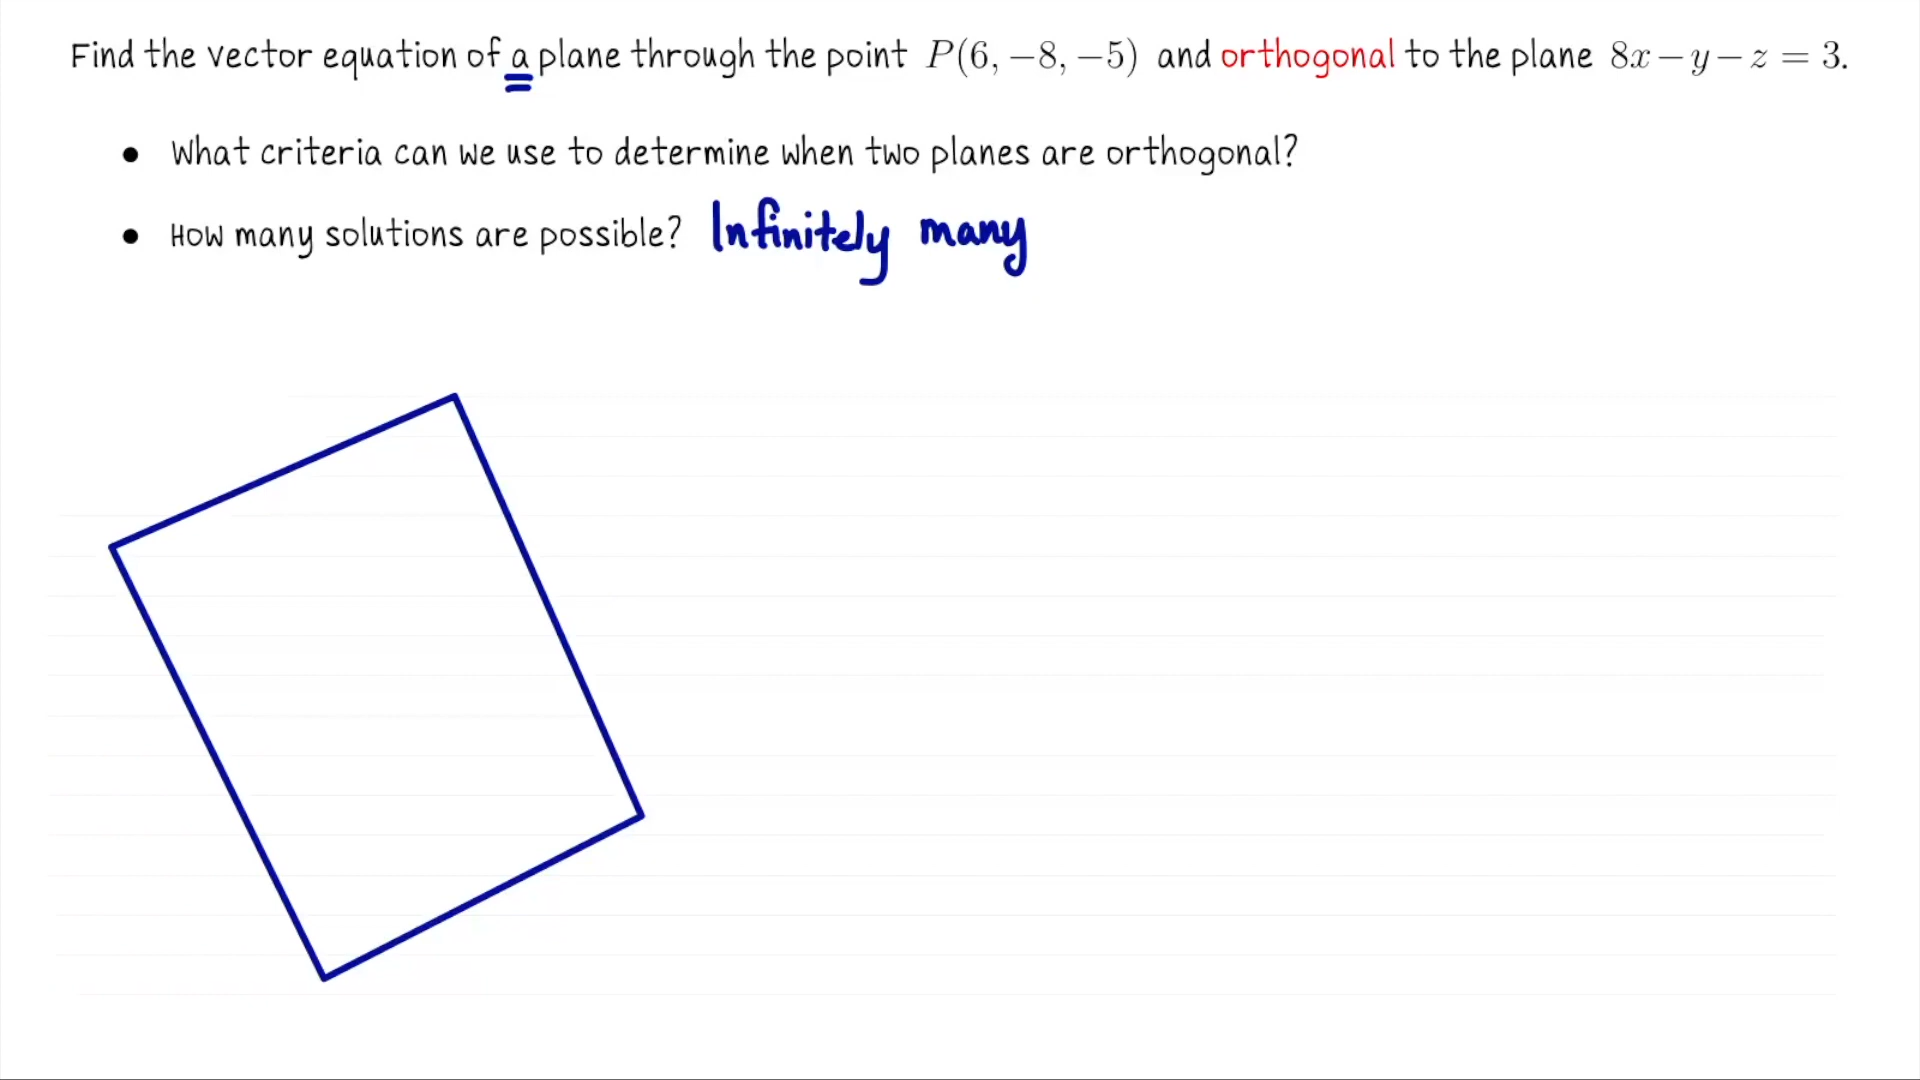 Find the vector equation of a plane through the point P(6, −8, −5) and orthogonal to the plane 8x − y − z = 3.
• What criteria can we use to determine when two planes are orthogonal?
• How many solutions are possible? Infinitely many